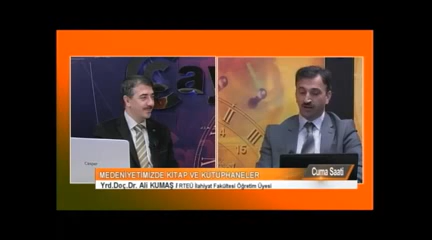 Çay
MEDENİYETİMİZDE KİTAP VE KÜTÜPHANELER
Yrd.Doç.Dr. Ali KUMAŞ / RTEÜ İlahiyat Fakültesi Öğretim Üyesi
Cuma Saati